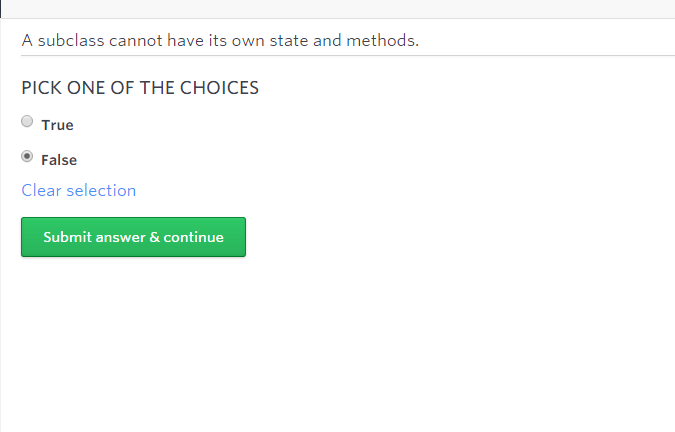 A subclass cannot have its own state and methods.
PICK ONE OF THE CHOICES
True
False
Clear selection
Submit answer & continue